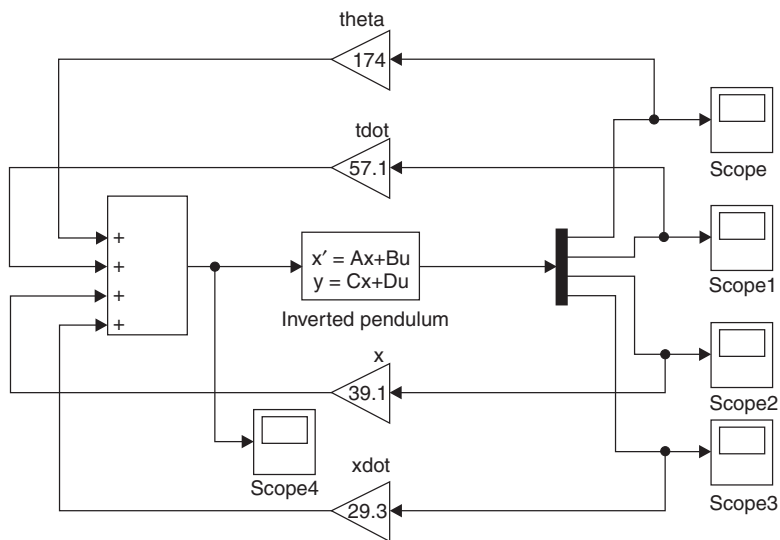 theta
174
Scope
tdot
57.1
Scope1
+
+
+
+
x′ = Ax+Bu
y = Cx+Du
Inverted pendulum
x
39.1
Scope2
Scope4
xdot
29.3
Scope3